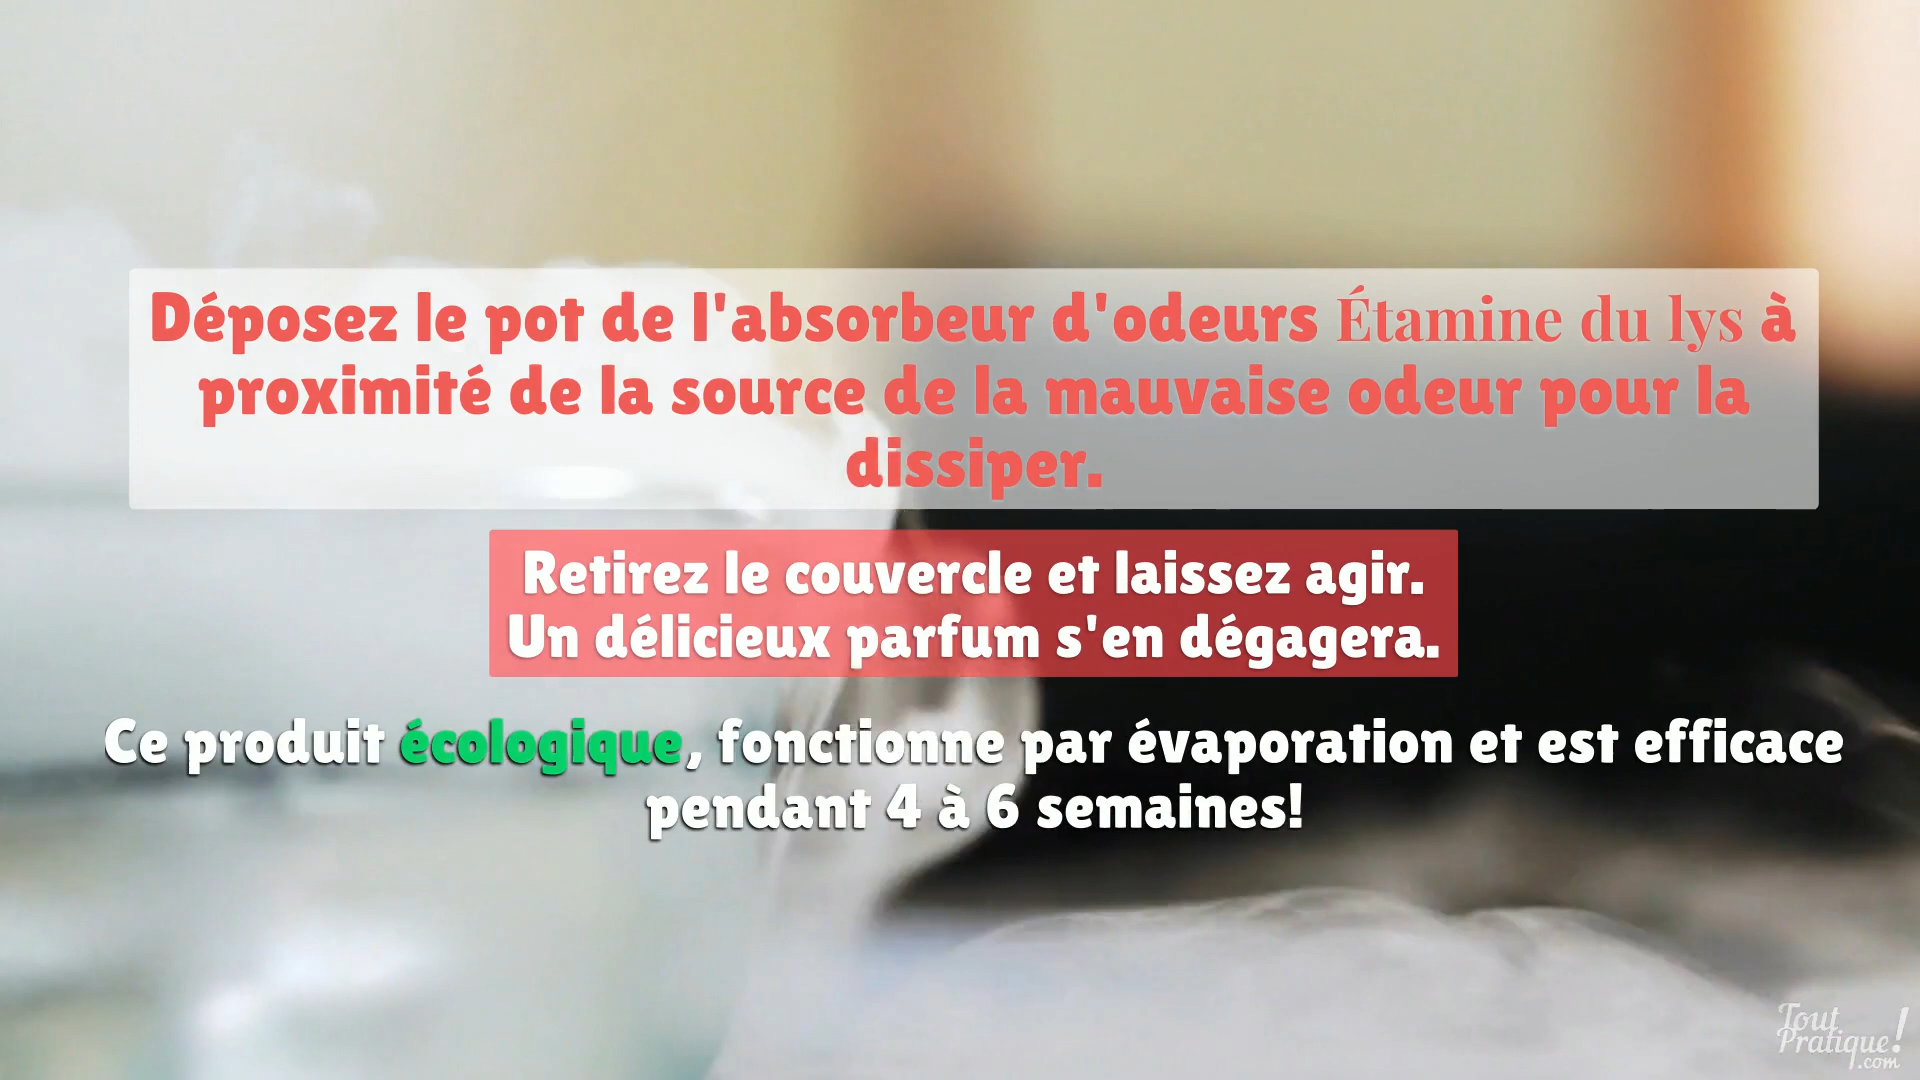 Déposez le pot de l'absorbeur d'odeurs Étamine du lys à
proximité de la source de la mauvaise odeur pour la
dissiper.
Retirez le couvercle et laissez agir.
Un délicieux parfum s'en dégagera.
Ce produit écologique, fonctionne par évaporation et est efficace
pendant 4 à 6 semaines!
Tout
Pratique!
.com